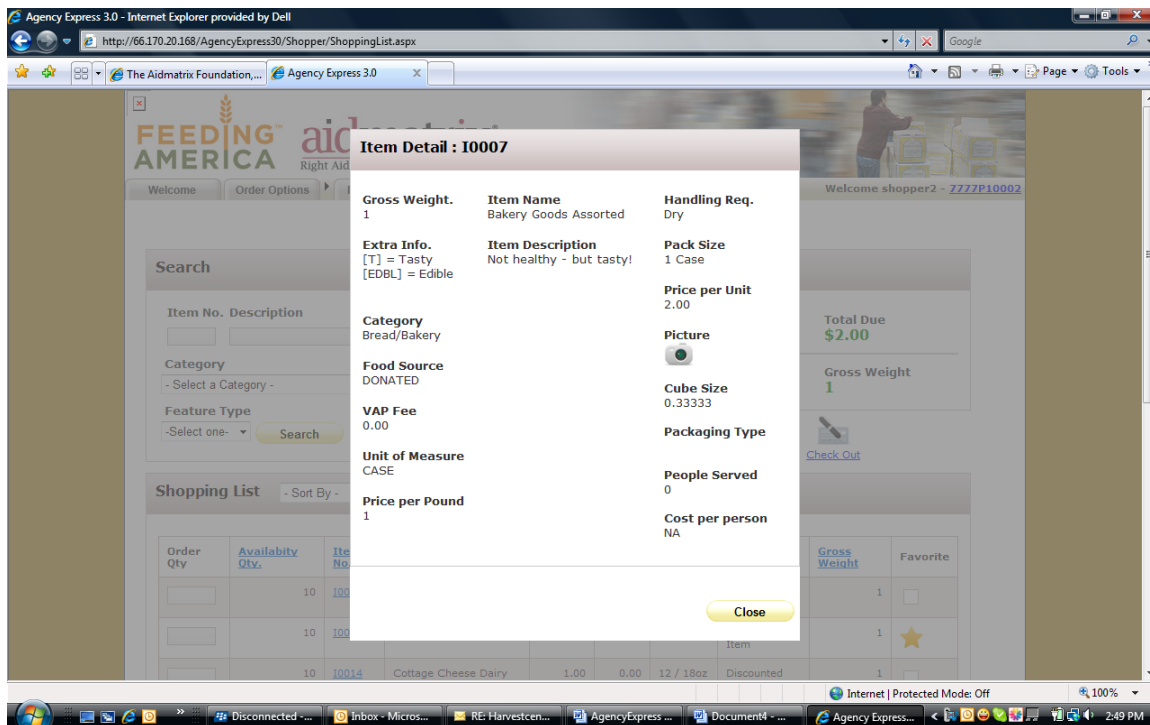 Agency Express 3.0 - Internet Explorer provided by Dell
http://66.170.20.168/AgencyExpress30/Shopper/ShoppingList.aspx
Google
The Aidmatrix Foundation,...
Agency Express 3.0
Page
Tools
FEEDING™
AMERICA
Right Aid
Welcome
Order Options
Welcome shopper2 - 7777P10002
Item Detail : I0007
Gross Weight.
1
Item Name
Bakery Goods Assorted
Handling Req.
Dry
Extra Info.
[T] = Tasty
[EDBL] = Edible
Item Description
Not healthy - but tasty!
Pack Size
1 Case
Price per Unit
2.00
Category
Bread/Bakery
Picture
Food Source
DONATED
Cube Size
0.33333
VAP Fee
0.00
Packaging Type
Unit of Measure
CASE
People Served
0
Price per Pound
1
Cost per person
NA
Close
Search
Item No. Description
Category
- Select a Category -
Feature Type
-Select one-
Search
Total Due
$2.00
Gross Weight
1
Check Out
Shopping List
- Sort By -
Order Qty
Availabity Qty.
Gross Weight
Favorite
10
1
10
Item
1
10 I0014 Cottage Cheese Dairy 1.00 0.00 12 / 18oz Discounted 1
Internet | Protected Mode: Off
100%
Disconnected -...
Inbox - Micros...
RE: Harvestcen...
AgencyExpress ...
Document4 - ...
Agency Express...
2:49 PM